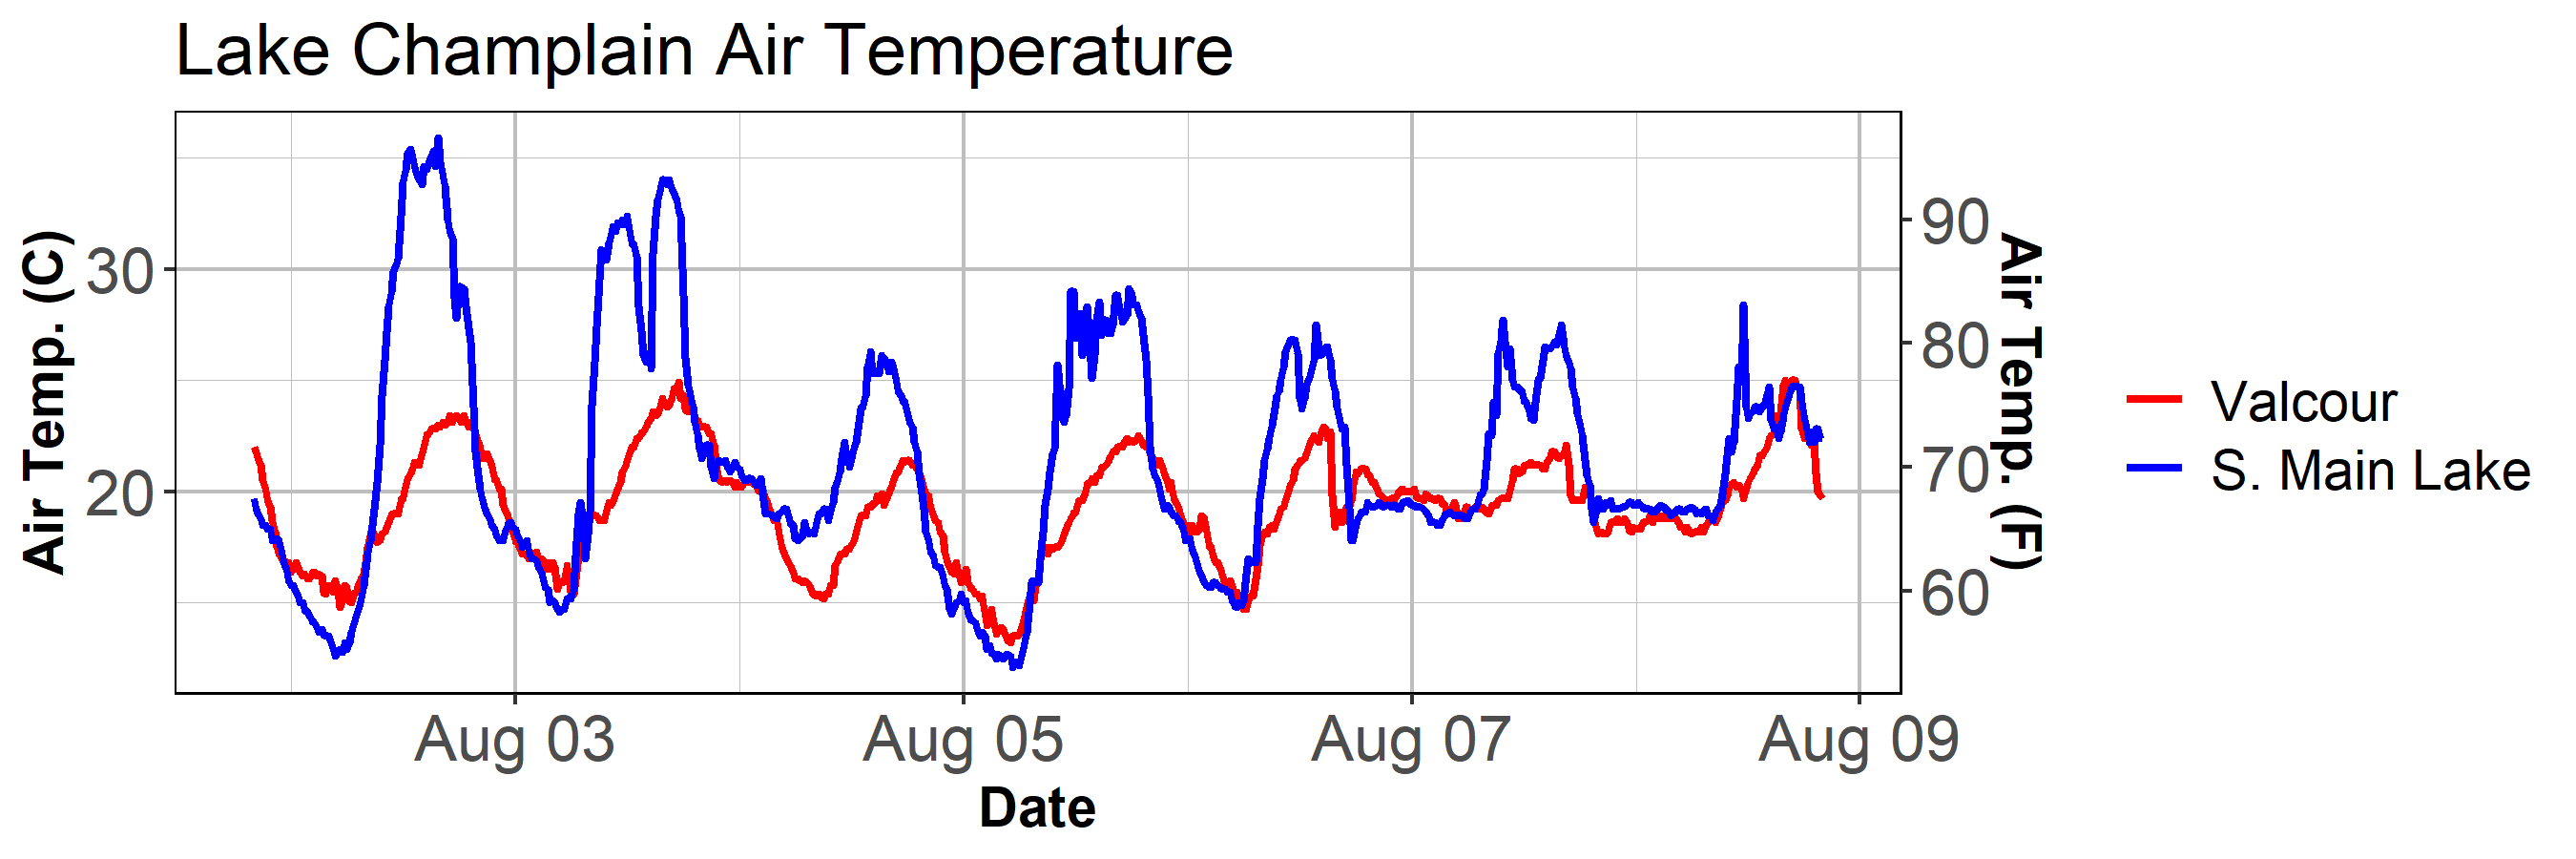 Lake Champlain Air Temperature
Air Temp. (C)
30
20
90
80
70
60
Air Temp. (F)
Valcour
S. Main Lake
Aug 03
Aug 05
Aug 07
Aug 09
Date